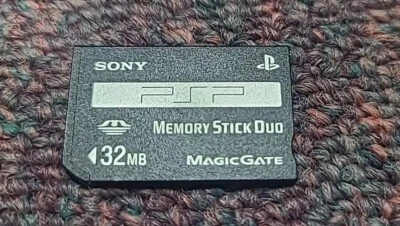 SONY
PSP
MEMORY STICK DUO
32MB
MAGICGATE